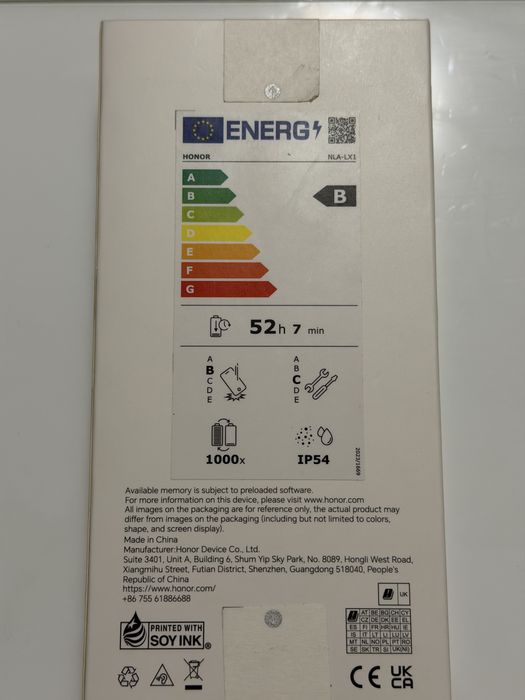 ENERG
HONOR NLA-LX1
A
B
B
C
D
E
F
G
52h 7 min
A
B
C
D
E
A
B
C
D
E
1000x
IP54
2023/1669
Available memory is subject to preloaded software.
For more information on this device, please visit www.honor.com
All images on the packaging are for reference only, the actual product may
differ from images on the packaging (including but not limited to colors,
shape, and screen display).
Made in China
Manufacturer:Honor Device Co., Ltd.
Suite 3401, Unit A, Building 6, Shum Yip Sky Park, No. 8089, Hongli West Road,
Xiangmihu Street, Futian District, Shenzhen, Guangdong 518040, People's
Republic of China
https://www.honor.com/
+86 755 61886688
UK
AT BE BG CH CY
CZ DE DK EE EL
ES FI FR HR HU IE
IS IT LT LI LU LV
MT NL NO PL PT RO
SE SK TR SI UK(NI)
PRINTED WITH
SOY INK
CE UK
CA